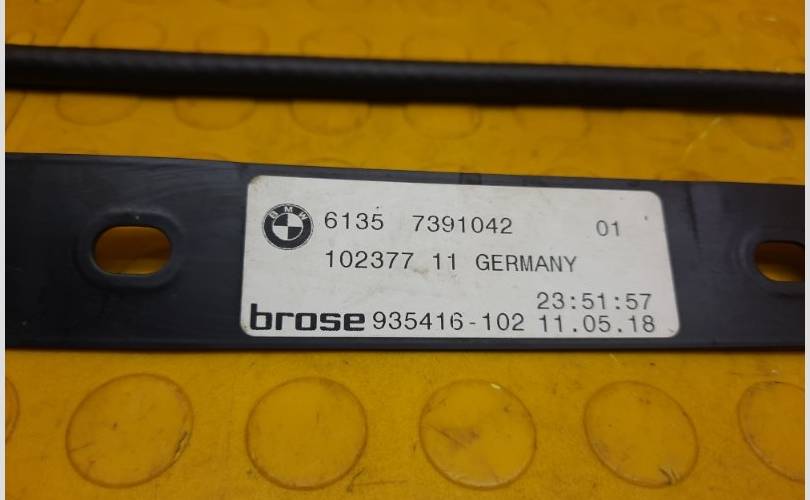 BMW
6135 7391042 01
102377 11 GERMANY
23:51:57
brose 935416-102 11.05.18